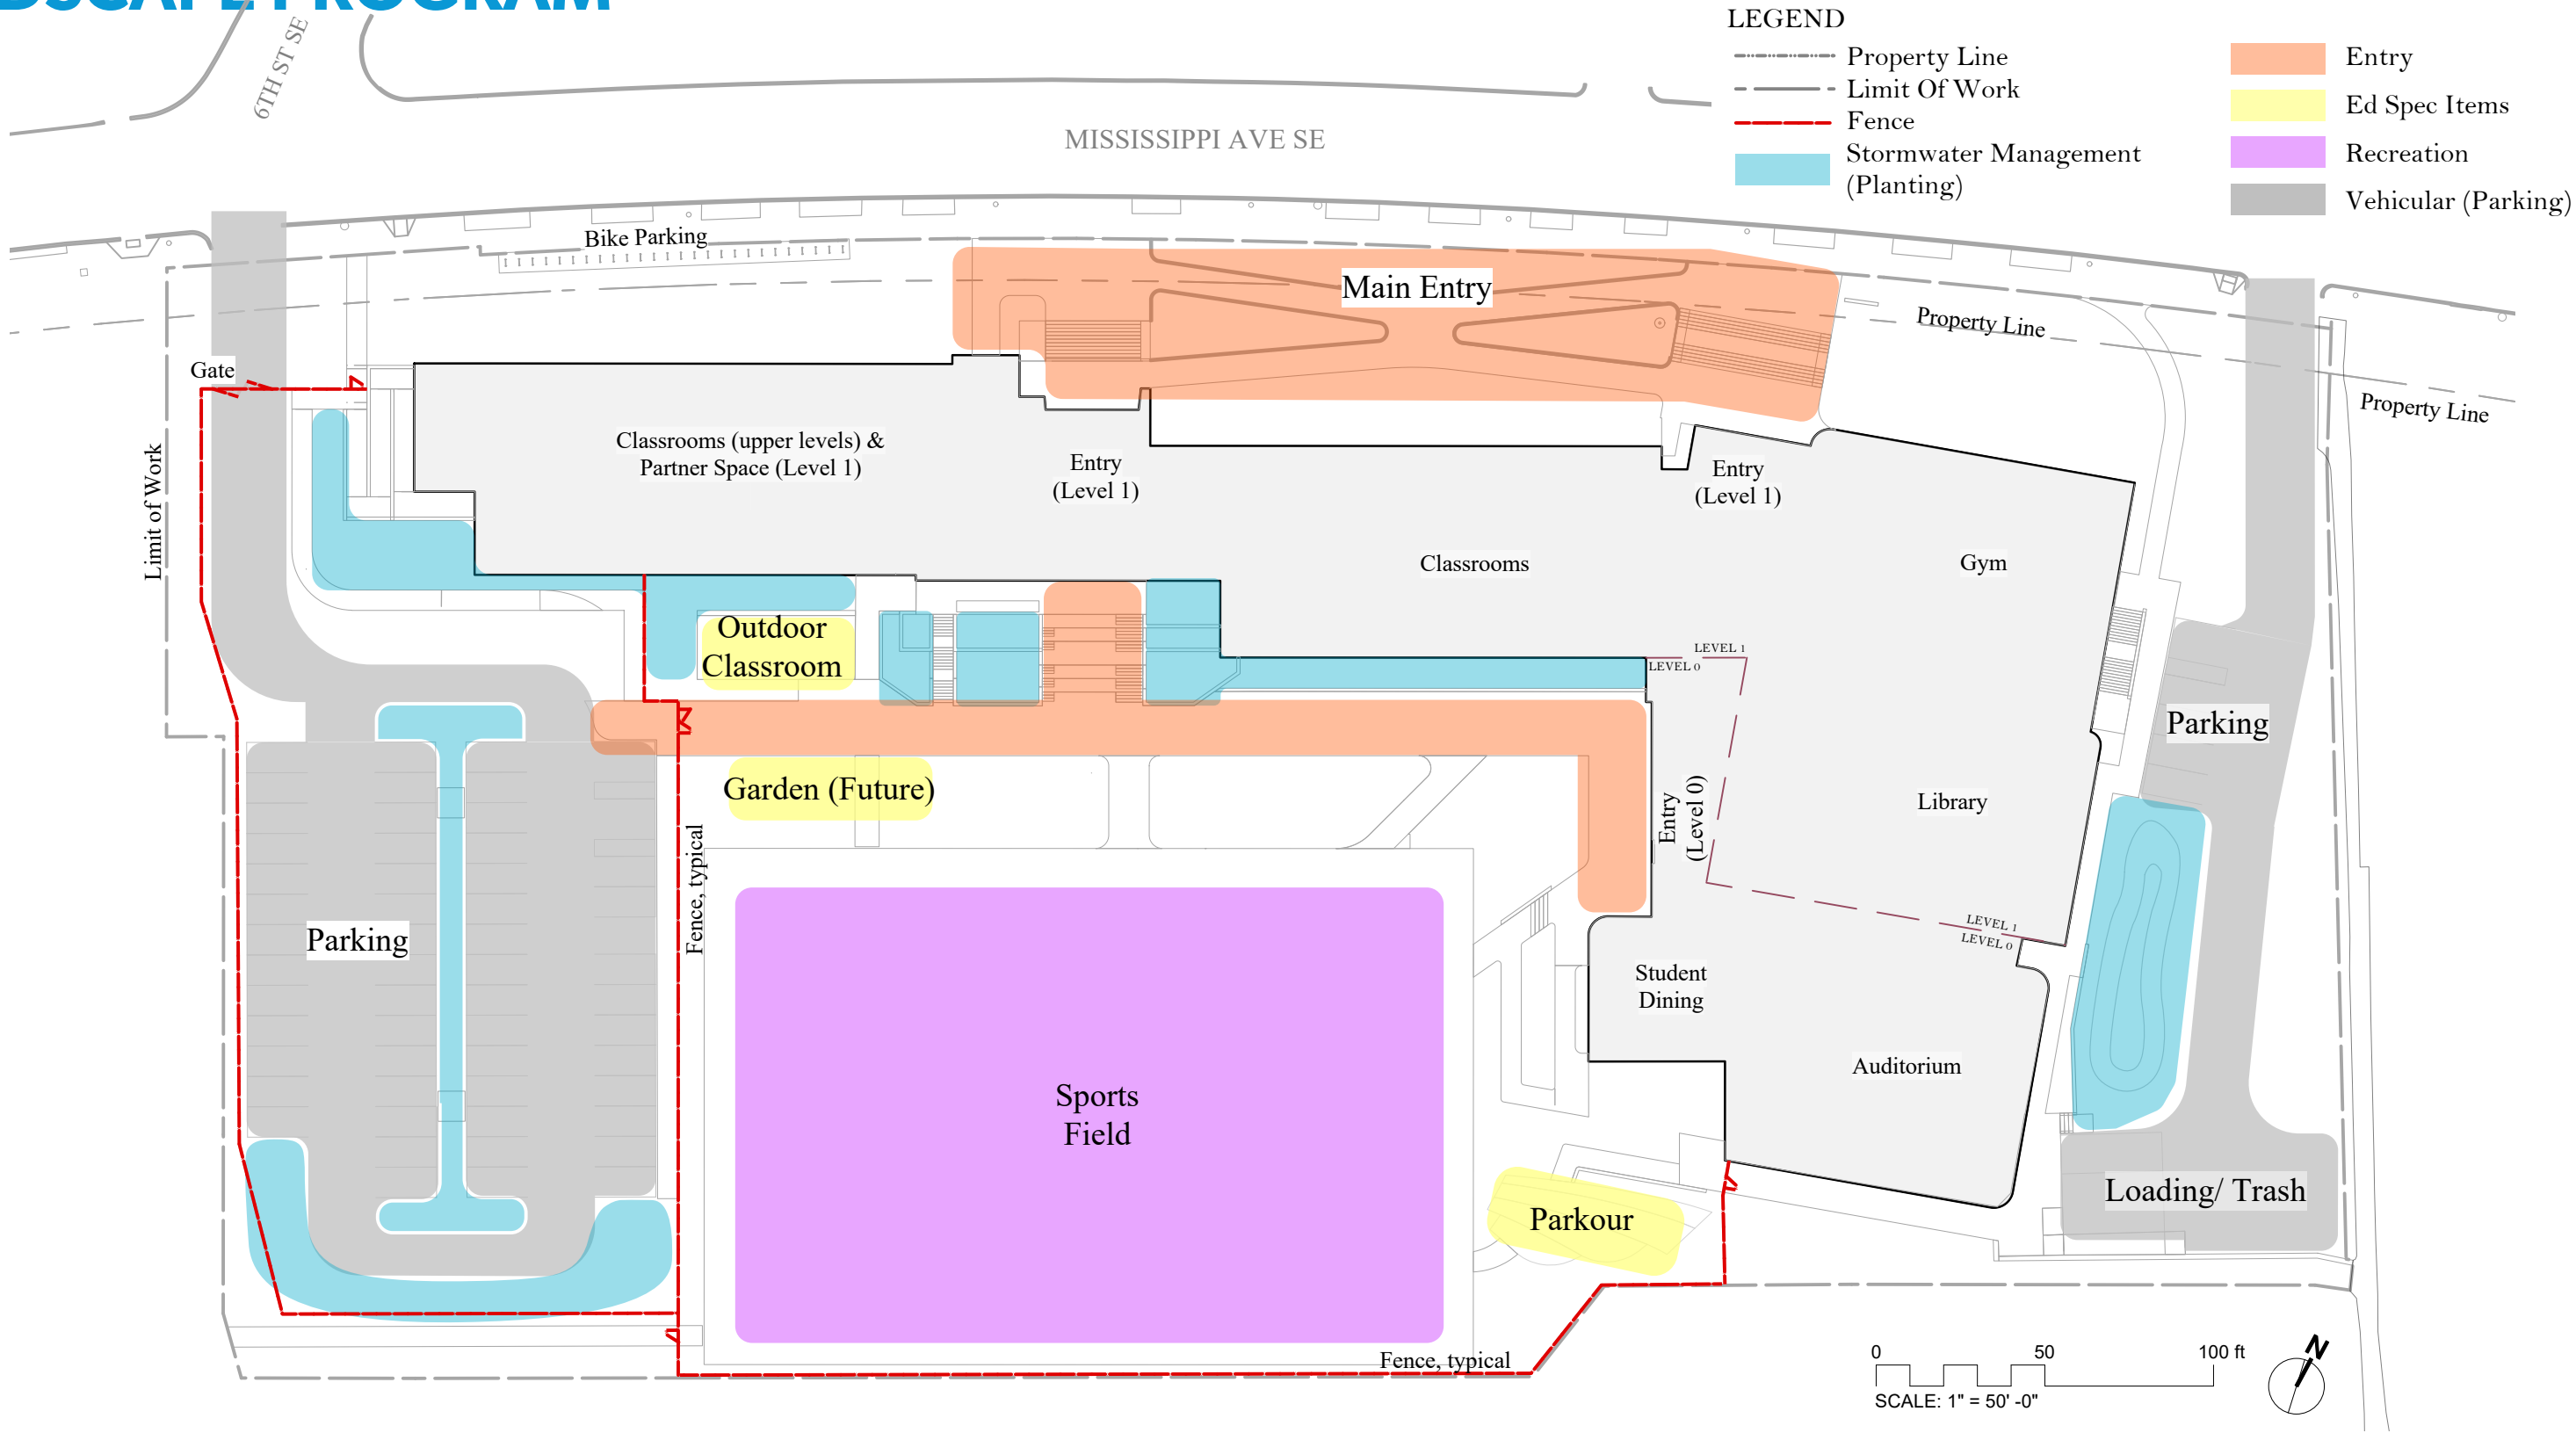 LEGEND
Property Line
Limit Of Work
Fence
Stormwater Management
(Planting)
Entry
Ed Spec Items
Recreation
Vehicular (Parking)
6TH ST SE
MISSISSIPPI AVE SE
Bike Parking
Main Entry
Property Line
Property Line
Gate
Limit of Work
Classrooms (upper levels) &
Partner Space (Level 1)
Entry
(Level 1)
Entry
(Level 1)
Classrooms
Gym
Outdoor
Classroom
LEVEL 1
LEVEL 0
Parking
Garden (Future)
Entry
(Level 0)
Library
Fence, typical
Parking
LEVEL 1
LEVEL 0
Student
Dining
Auditorium
Sports
Field
Parkour
Loading/ Trash
Fence, typical
0 50 100 ft
SCALE: 1" = 50' -0"
N